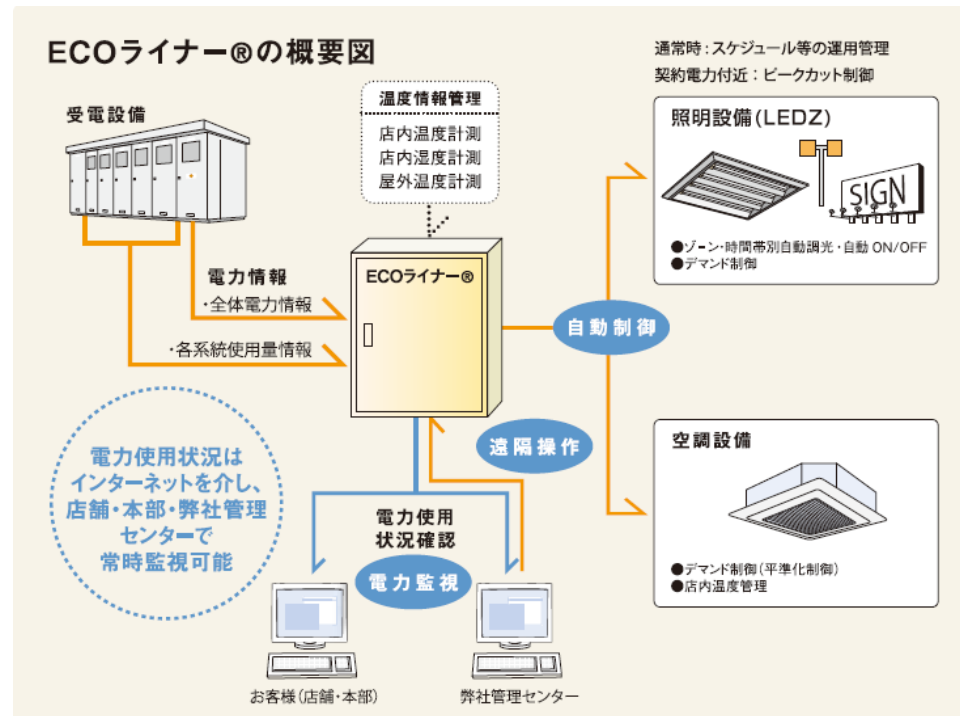 ECOライナー®の概要図
通常時：スケジュール等の運用管理
契約電力付近：ピークカット制御
受電設備
温度情報管理
店内温度計測
店内湿度計測
屋外温度計測
照明設備(LEDZ)
SIGN
●ゾーン・時間帯別自動調光・自動 ON/OFF
●デマンド制御
電力情報
・全体電力情報
・各系統使用量情報
ECOライナー®
自動制御
遠隔操作
電力使用状況は
インターネットを介し、
店舗・本部・弊社管理
センターで
常時監視可能
電力使用
状況確認
電力監視
空調設備
●デマンド制御(平準化制御)
●店内温度管理
お客様(店舗・本部)
弊社管理センター